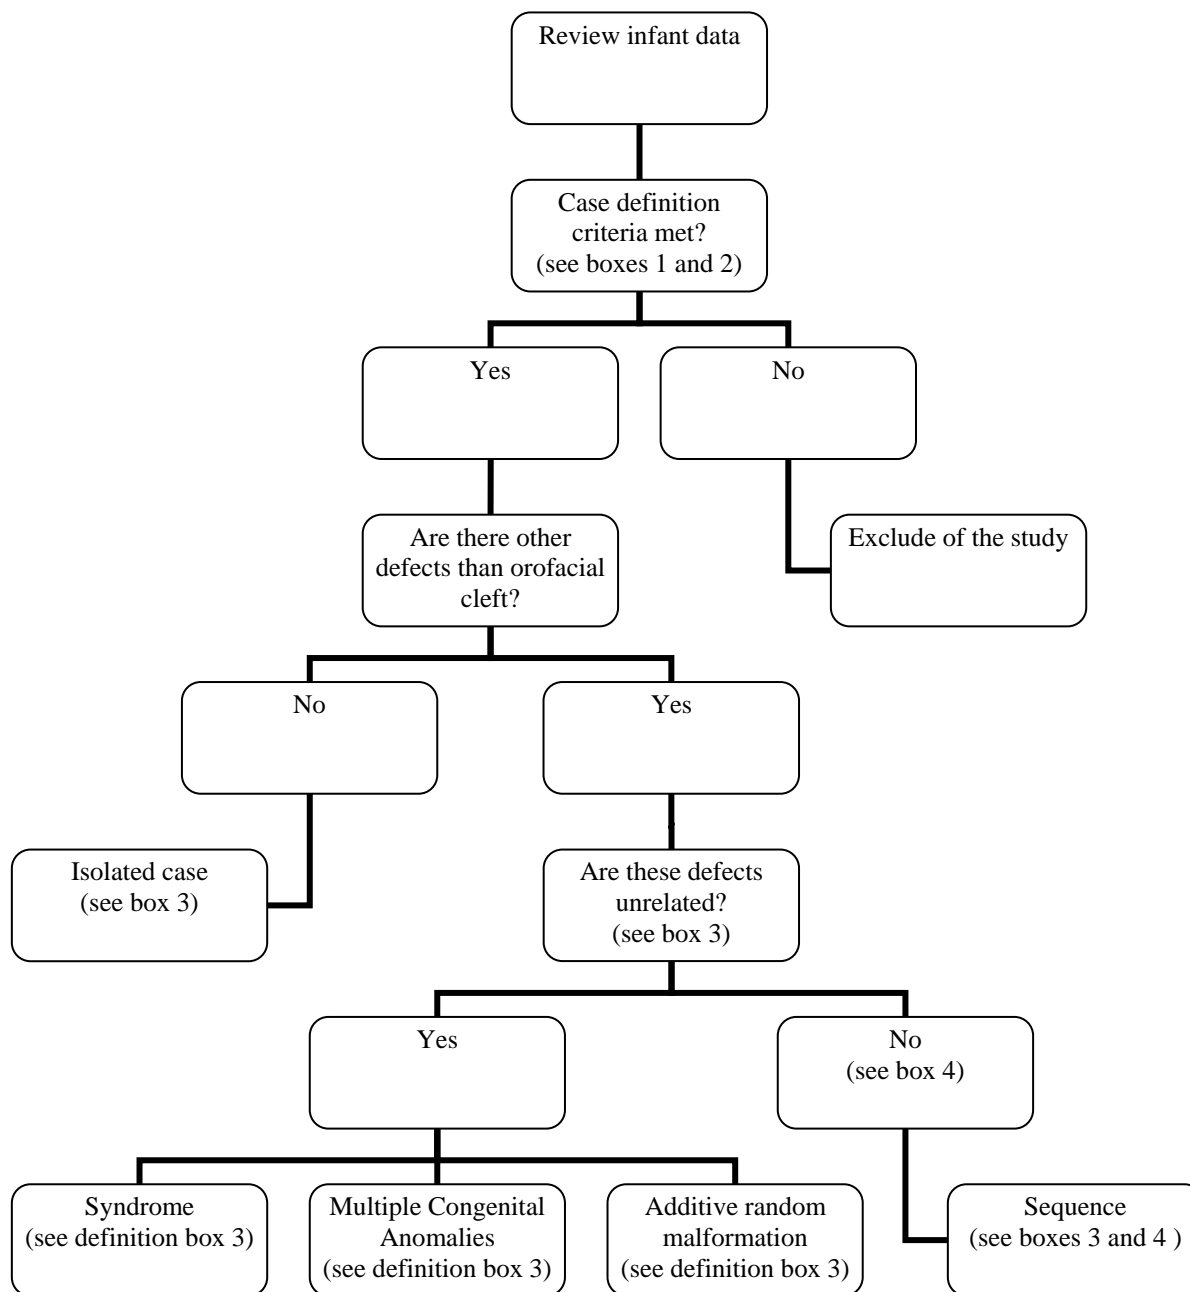 Review infant data
Case definition
criteria met?
(see boxes 1 and 2)
Yes
No
Are there other
defects than orofacial
cleft?
Exclude of the study
No
Yes
Isolated case
(see box 3)
Are these defects
unrelated?
(see box 3)
Yes
No
(see box 4)
Syndrome
(see definition box 3)
Multiple Congenital
Anomalies
(see definition box 3)
Additive random
malformation
(see definition box 3)
Sequence
(see boxes 3 and 4 )